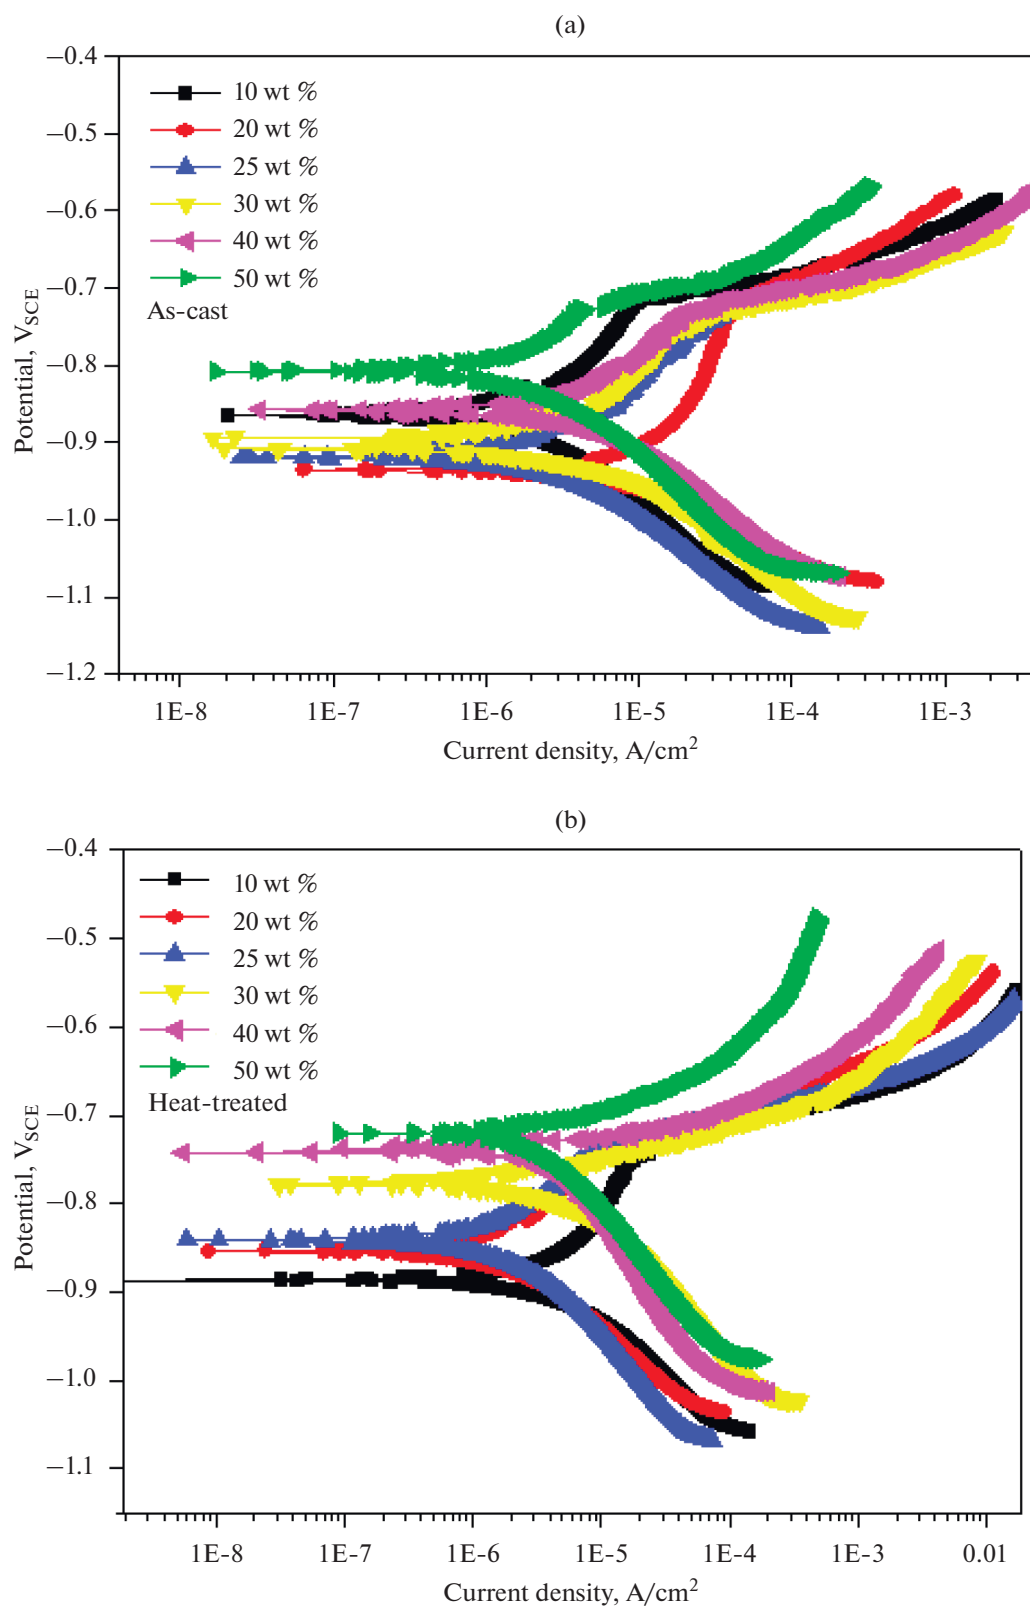 (a)
−0.4
−0.5
−0.6
−0.7
−0.8
−0.9
−1.0
−1.1
−1.2
Potential, V_SCE
10 wt %
20 wt %
25 wt %
30 wt %
40 wt %
50 wt %
As-cast
1E-8 1E-7 1E-6 1E-5 1E-4 1E-3
Current density, A/cm²
(b)
−0.4
−0.5
−0.6
−0.7
−0.8
−0.9
−1.0
−1.1
Potential, V_SCE
10 wt %
20 wt %
25 wt %
30 wt %
40 wt %
50 wt %
Heat-treated
1E-8 1E-7 1E-6 1E-5 1E-4 1E-3 0.01
Current density, A/cm²